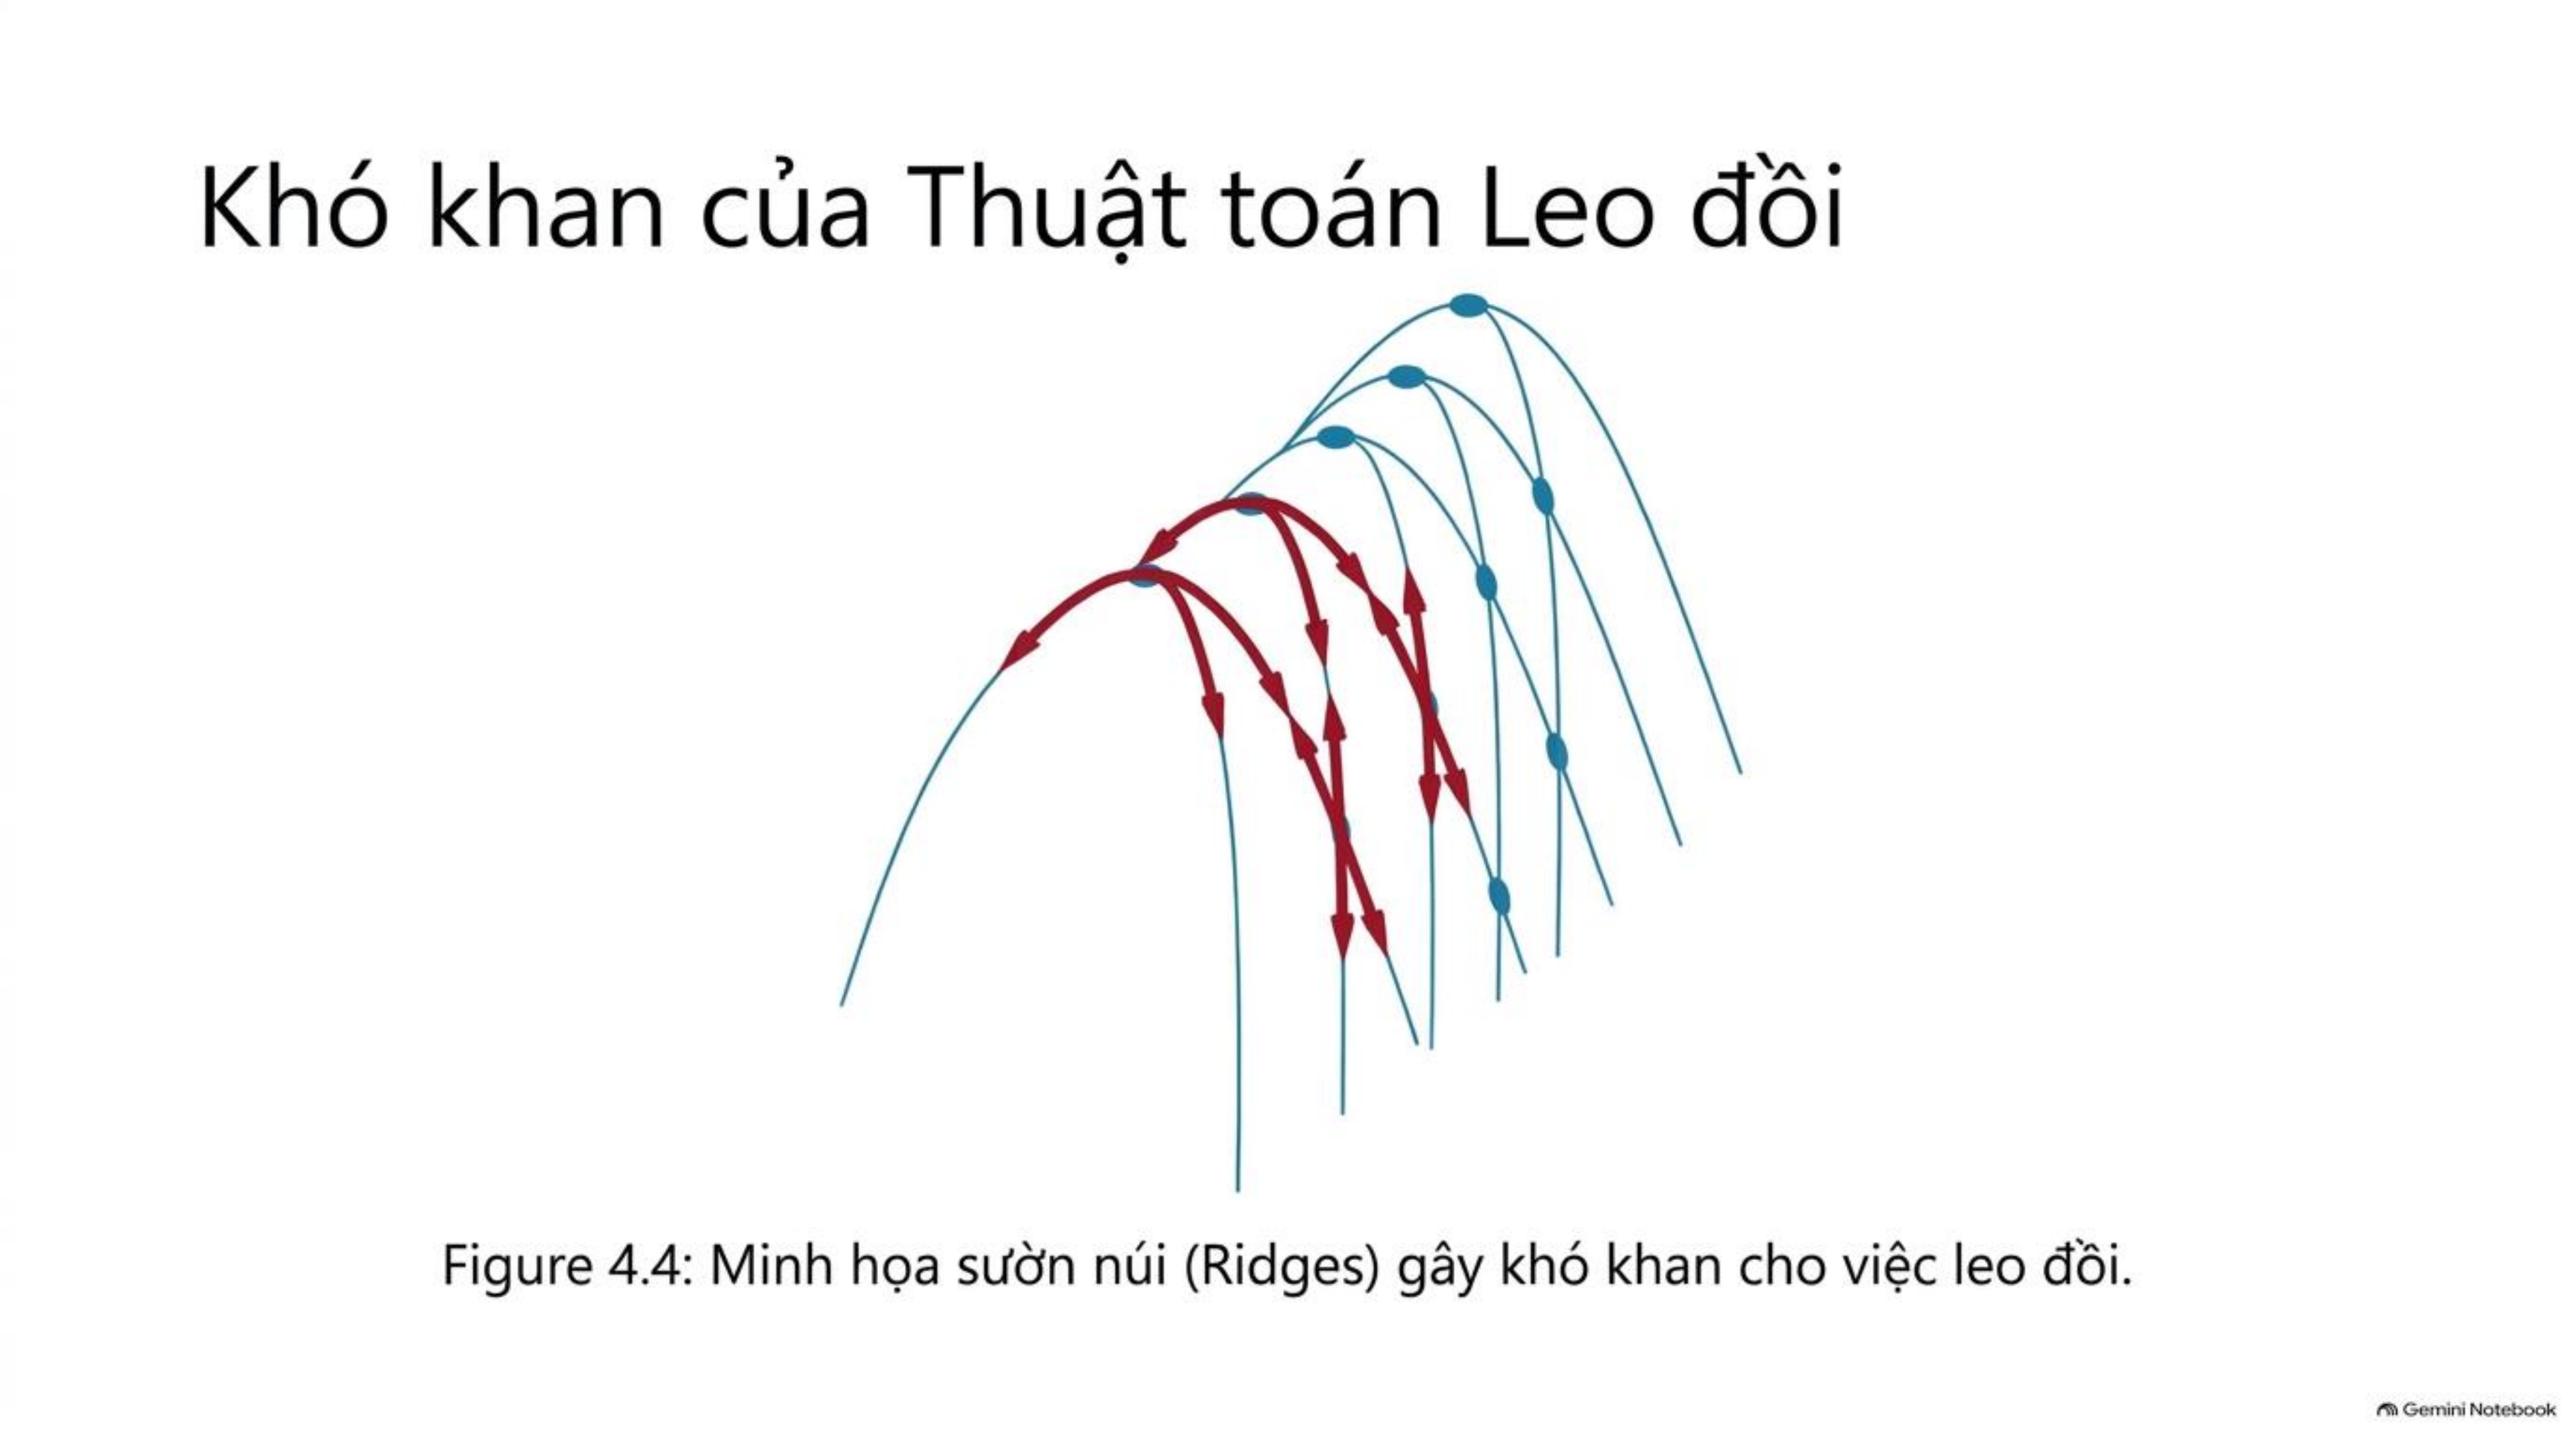 Khó khan của Thuật toán Leo đồi
Figure 4.4: Minh họa sườn núi (Ridges) gây khó khan cho việc leo đồi.
Gemini Notebook